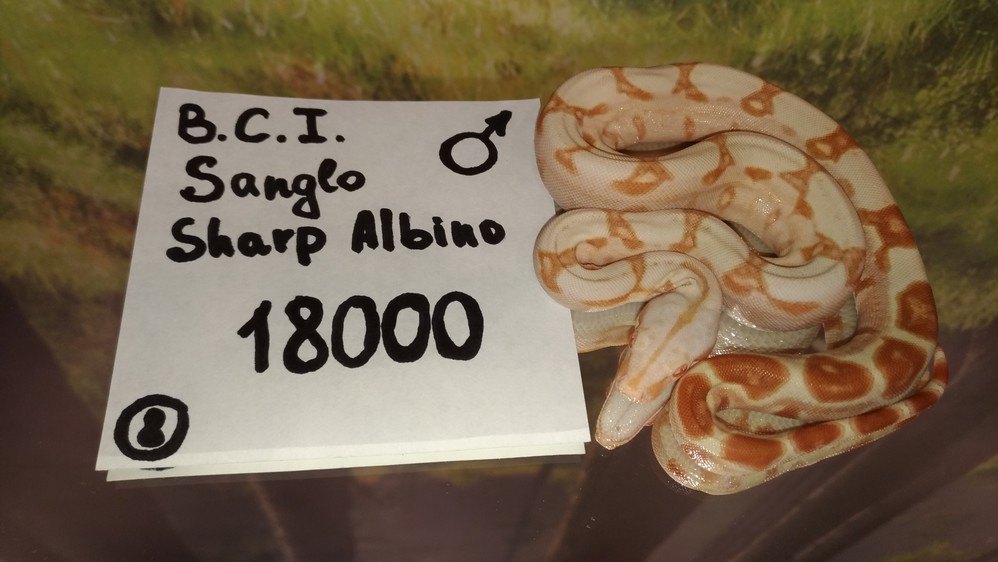 B.C.I. ♂
Sanglo
Sharp Albino
18000
8